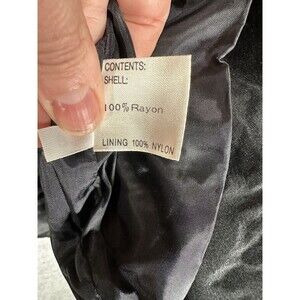 CONTENTS:
SHELL:
100% Rayon
LINING 100% NYLON